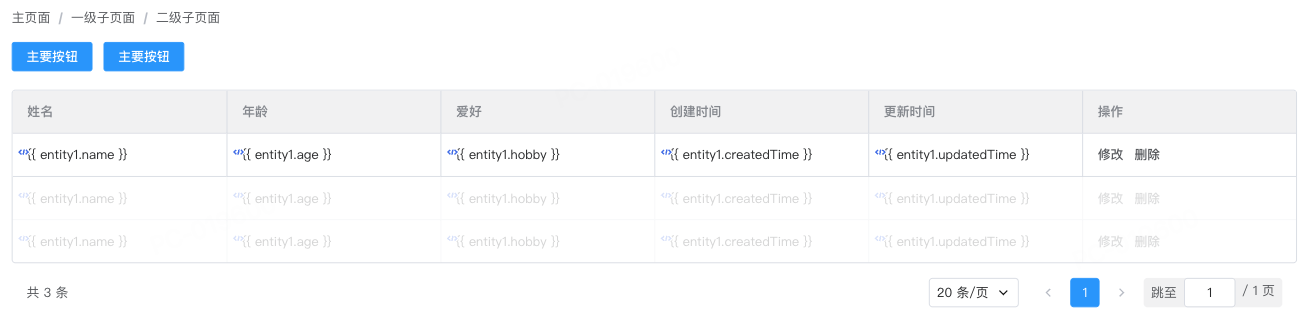 主页面 / 一级子页面 / 二级子页面
主要按钮 主要按钮
姓名 年龄 爱好 创建时间 更新时间 操作
{{ entity1.name }} {{ entity1.age }} {{ entity1.hobby }} {{ entity1.createdTime }} {{ entity1.updatedTime }} 修改 删除
{{ entity1.name }} {{ entity1.age }} {{ entity1.hobby }} {{ entity1.createdTime }} {{ entity1.updatedTime }} 修改 删除
{{ entity1.name }} {{ entity1.age }} {{ entity1.hobby }} {{ entity1.createdTime }} {{ entity1.updatedTime }} 修改 删除
共 3 条 20 条/页 1 跳至 1 / 1 页